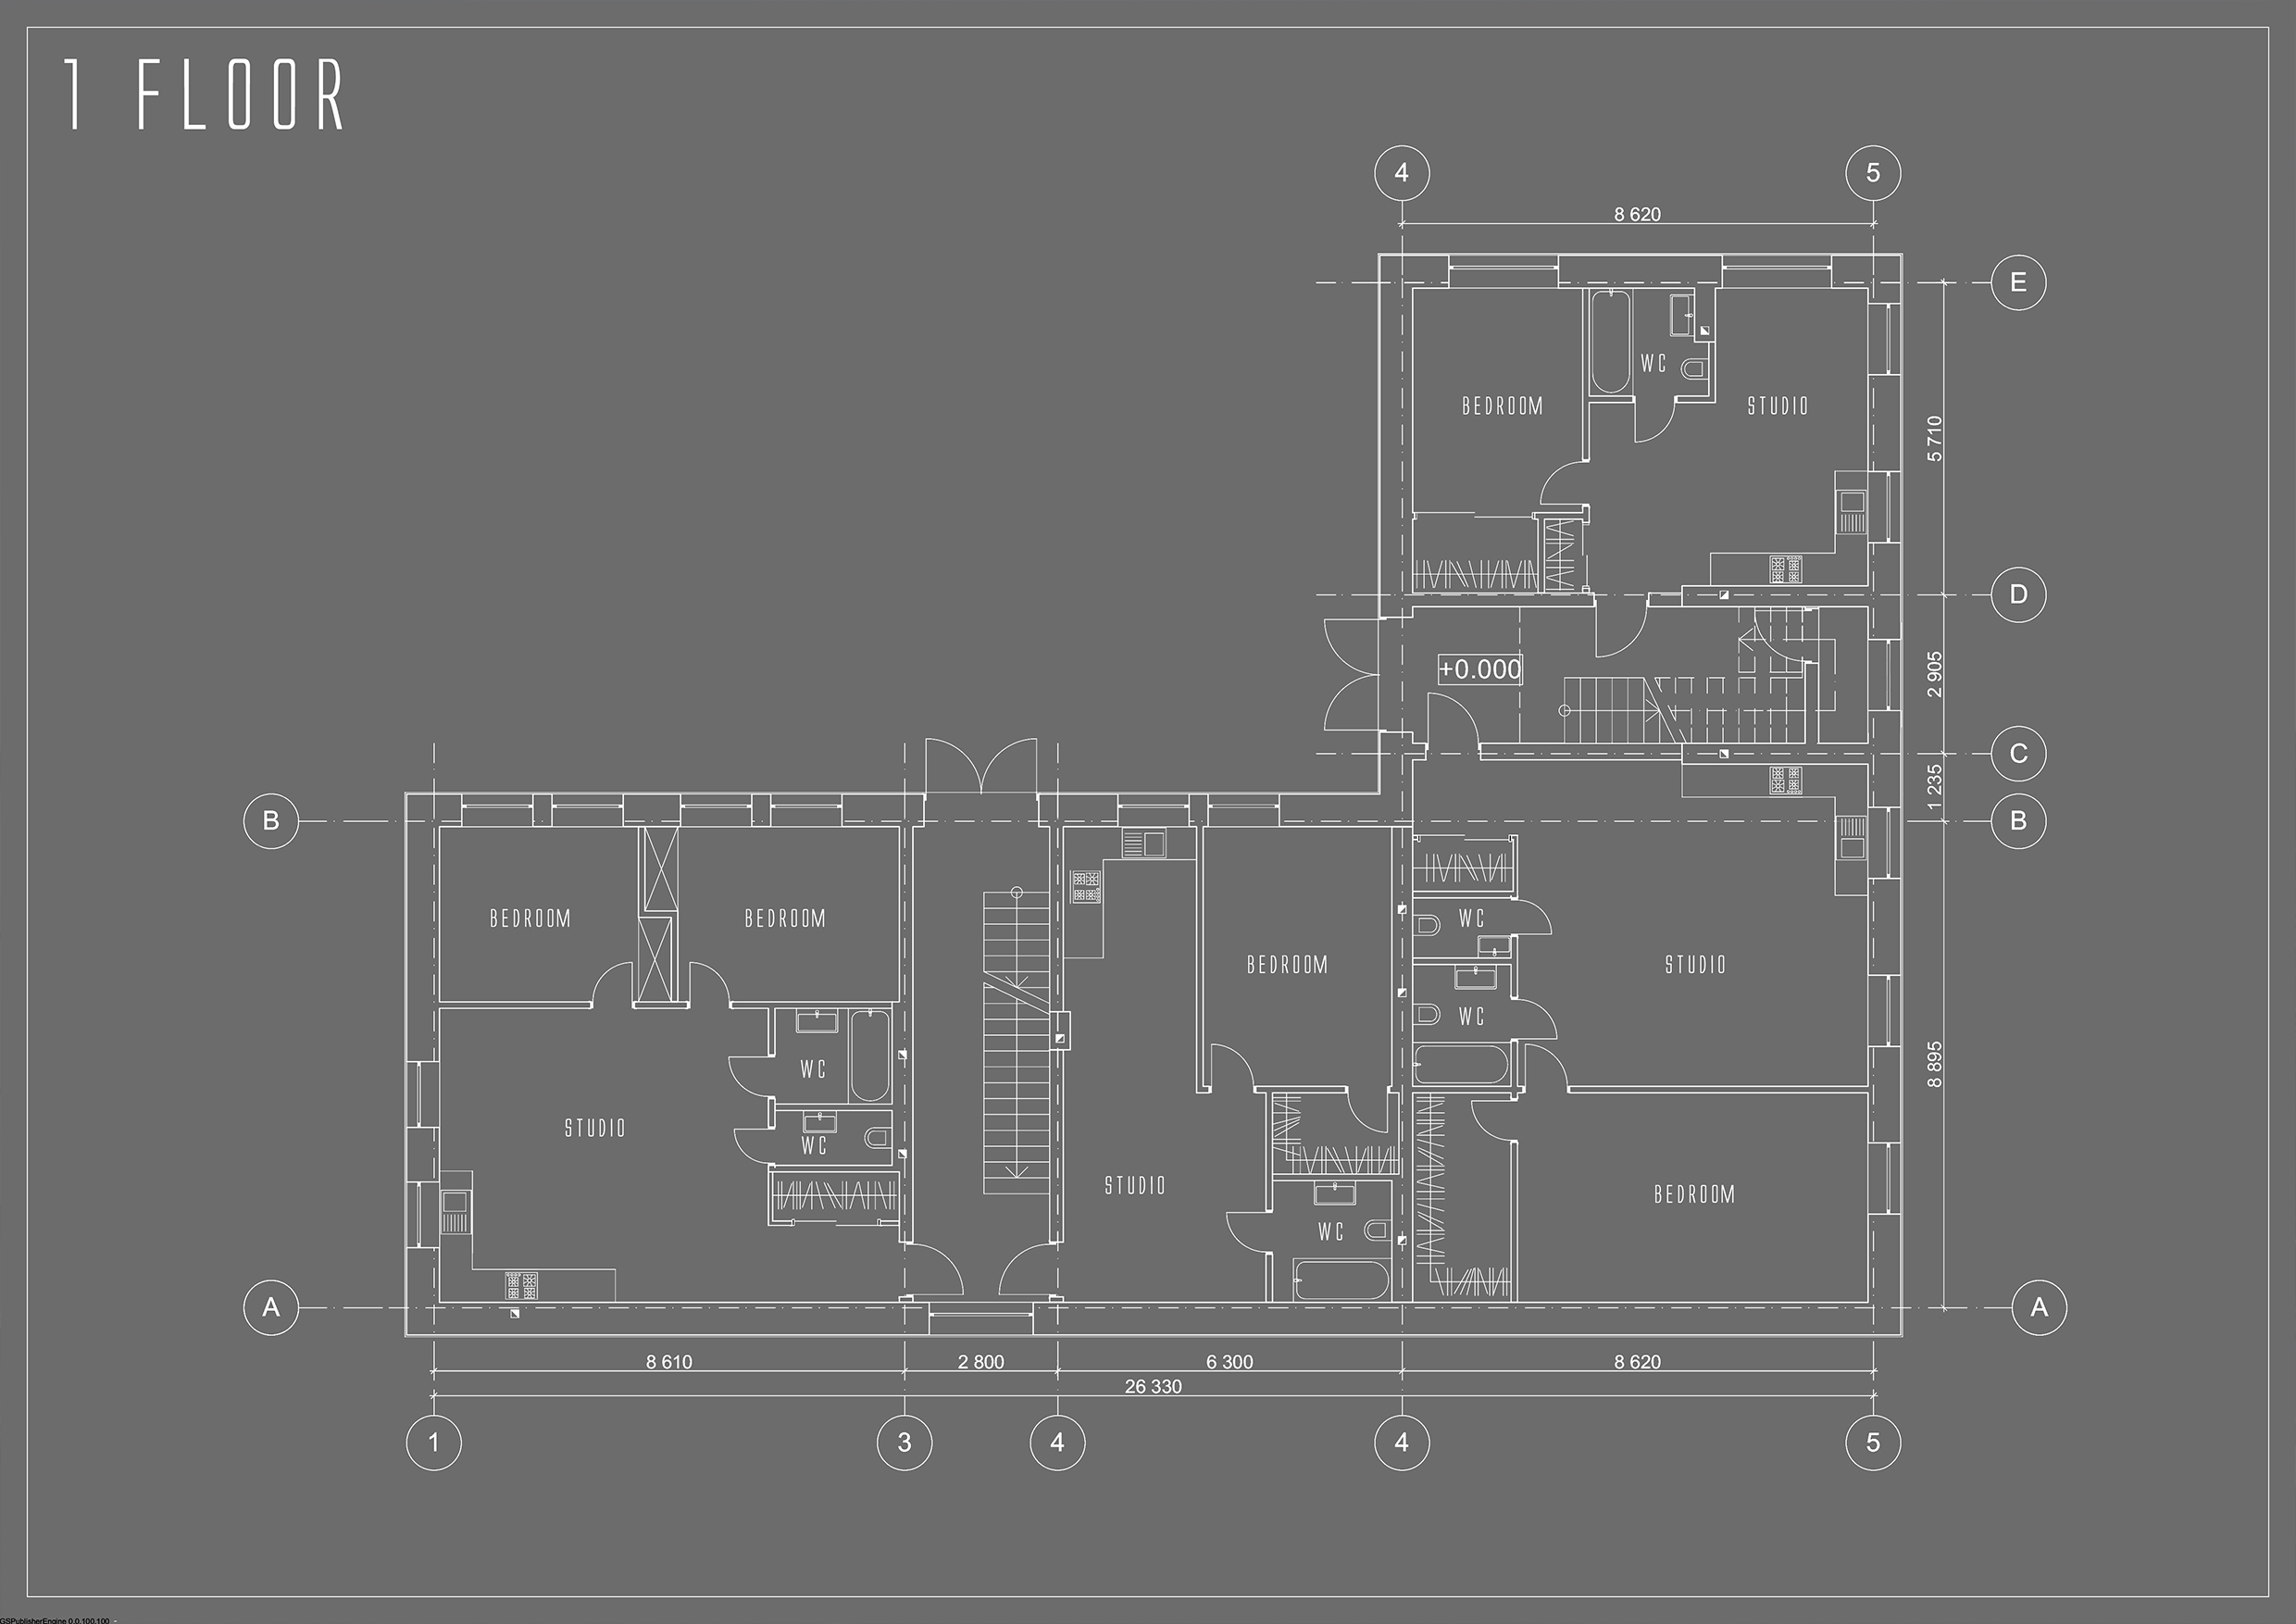 1 FLOOR
4
5
8 620
E
WC
BEDROOM
STUDIO
5 710
D
+0.000
2 905
C
1 235
B
B
BEDROOM
BEDROOM
WC
BEDROOM
STUDIO
WC
WC
8 895
STUDIO
WC
STUDIO
BEDROOM
WC
A
A
8 610
2 800
6 300
8 620
26 330
1
3
4
4
5
GSPublisherEngine 0.0.100.100 -